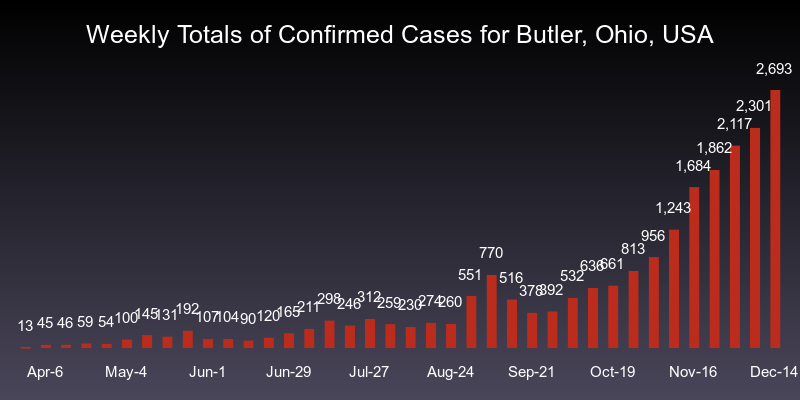 Weekly Totals of Confirmed Cases for Butler, Ohio, USA
13 45 46 59 54 100 145 131 192 107 104 90 120 165 211 298 246 312 259 230 274 260 551 770 516 378 392 532 636 661 813 956 1,243 1,684 1,862 2,117 2,301 2,693
Apr-6 May-4 Jun-1 Jun-29 Jul-27 Aug-24 Sep-21 Oct-19 Nov-16 Dec-14